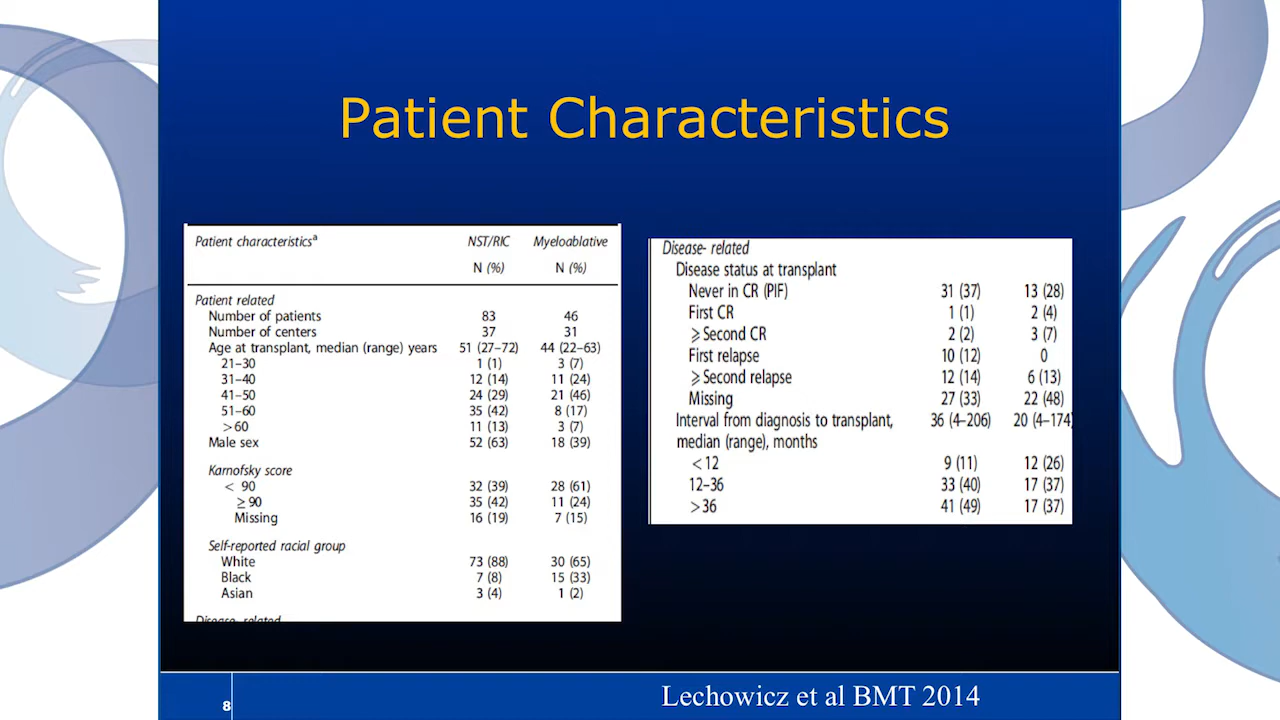 Patient Characteristics
Patient characteristicsa NST/RIC Myeloablative
N (%) N (%)
Patient related
Number of patients 83 46
Number of centers 37 31
Age at transplant, median (range) years 51 (27–72) 44 (22–63)
21–30 1 (1) 3 (7)
31–40 12 (14) 11 (24)
41–50 24 (29) 21 (46)
51–60 35 (42) 8 (17)
>60 11 (13) 3 (7)
Male sex 52 (63) 18 (39)
Karnofsky score
< 90 32 (39) 28 (61)
≥90 35 (42) 11 (24)
Missing 16 (19) 7 (15)
Self-reported racial group
White 73 (88) 30 (65)
Black 7 (8) 15 (33)
Asian 3 (4) 1 (2)
Disease- related
Disease- related
Disease status at transplant
Never in CR (PIF) 31 (37) 13 (28)
First CR 1 (1) 2 (4)
⩾Second CR 2 (2) 3 (7)
First relapse 10 (12) 0
⩾Second relapse 12 (14) 6 (13)
Missing 27 (33) 22 (48)
Interval from diagnosis to transplant, 36 (4–206) 20 (4–174)
median (range), months
<12 9 (11) 12 (26)
12–36 33 (40) 17 (37)
>36 41 (49) 17 (37)
8
Lechowicz et al BMT 2014